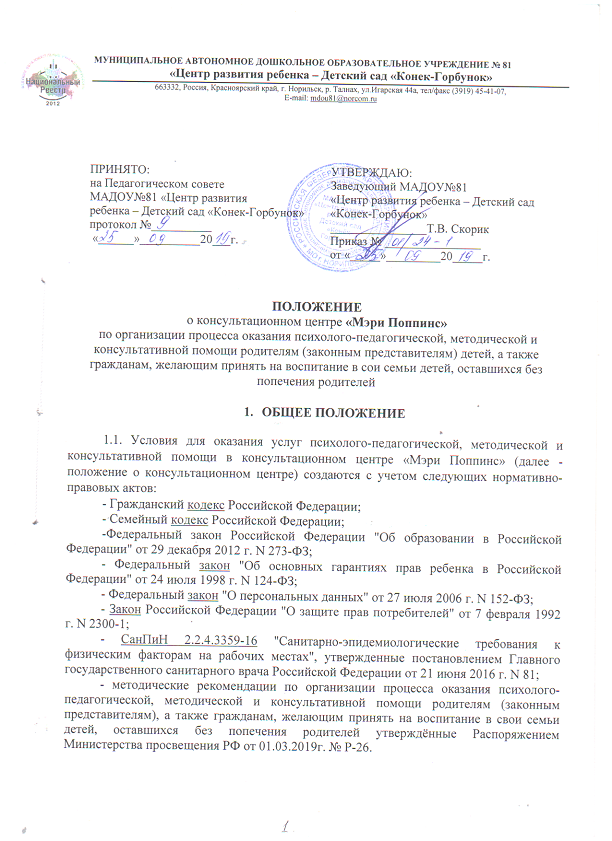 МУНИЦИПАЛЬНОЕ АВТОНОМНОЕ ДОШКОЛЬНОЕ ОБРАЗОВАТЕЛЬНОЕ УЧРЕЖДЕНИЕ № 81
«Центр развития ребенка – Детский сад «Конек-Горбунок»
663332, Россия, Красноярский край, г. Норильск, р. Талнах, ул.Игарская 44а, тел/факс (3919) 45-41-07,
E-mail: mdou81@norcom.ru
Национальный
Реестр
2012
ПРИНЯТО:
на Педагогическом совете
МАДОУ№81 «Центр развития
ребенка – Детский сад «Конек-Горбунок»
протокол № 9
«25» 09 2019г.
УТВЕРЖДАЮ:
Заведующий МАДОУ№81
«Центр развития ребенка – Детский сад
«Конек-Горбунок»
Т.В. Скорик
Приказ № 01/24-1
от «25» 09 2019г.
ПОЛОЖЕНИЕ
о консультационном центре «Мэри Поппинс»
по организации процесса оказания психолого-педагогической, методической и
консультативной помощи родителям (законным представителям) детей, а также
гражданам, желающим принять на воспитание в сои семьи детей, оставшихся без
попечения родителей
1. ОБЩЕЕ ПОЛОЖЕНИЕ
1.1. Условия для оказания услуг психолого-педагогической, методической и
консультативной помощи в консультационном центре «Мэри Поппинс» (далее -
положение о консультационном центре) создаются с учетом следующих нормативно-
правовых актов:
- Гражданский кодекс Российской Федерации;
- Семейный кодекс Российской Федерации;
-Федеральный закон Российской Федерации "Об образовании в Российской
Федерации" от 29 декабря 2012 г. N 273-ФЗ;
- Федеральный закон "Об основных гарантиях прав ребенка в Российской
Федерации" от 24 июля 1998 г. N 124-ФЗ;
- Федеральный закон "О персональных данных" от 27 июля 2006 г. N 152-ФЗ;
- Закон Российской Федерации "О защите прав потребителей" от 7 февраля 1992
г. N 2300-1;
- СанПиН 2.2.4.3359-16 "Санитарно-эпидемиологические требования к
физическим факторам на рабочих местах", утвержденные постановлением Главного
государственного санитарного врача Российской Федерации от 21 июня 2016 г. N 81;
- методические рекомендации по организации процесса оказания психолого-
педагогической, методической и консультативной помощи родителям (законным
представителям), а также гражданам, желающим принять на воспитание в свои семьи
детей, оставшихся без попечения родителей утверждённые Распоряжением
Министерства просвещения РФ от 01.03.2019г. № Р-26.
1